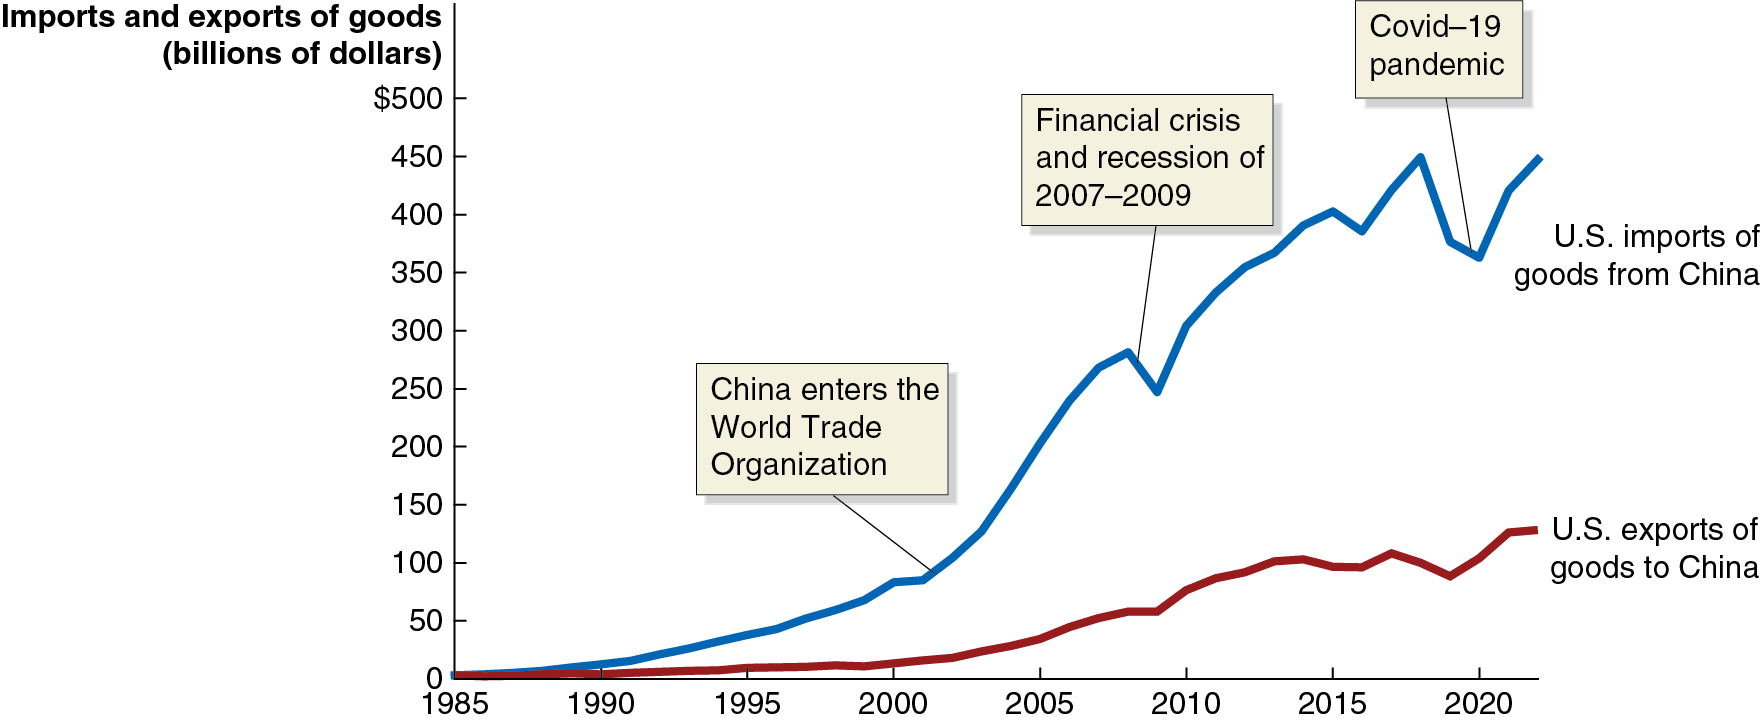 Imports and exports of goods
(billions of dollars)
$500
450
400
350
300
250
200
150
100
50
0
1985
1990
1995
2000
2005
2010
2015
2020
China enters the
World Trade
Organization
Financial crisis
and recession of
2007–2009
Covid–19
pandemic
U.S. imports of
goods from China
U.S. exports of
goods to China